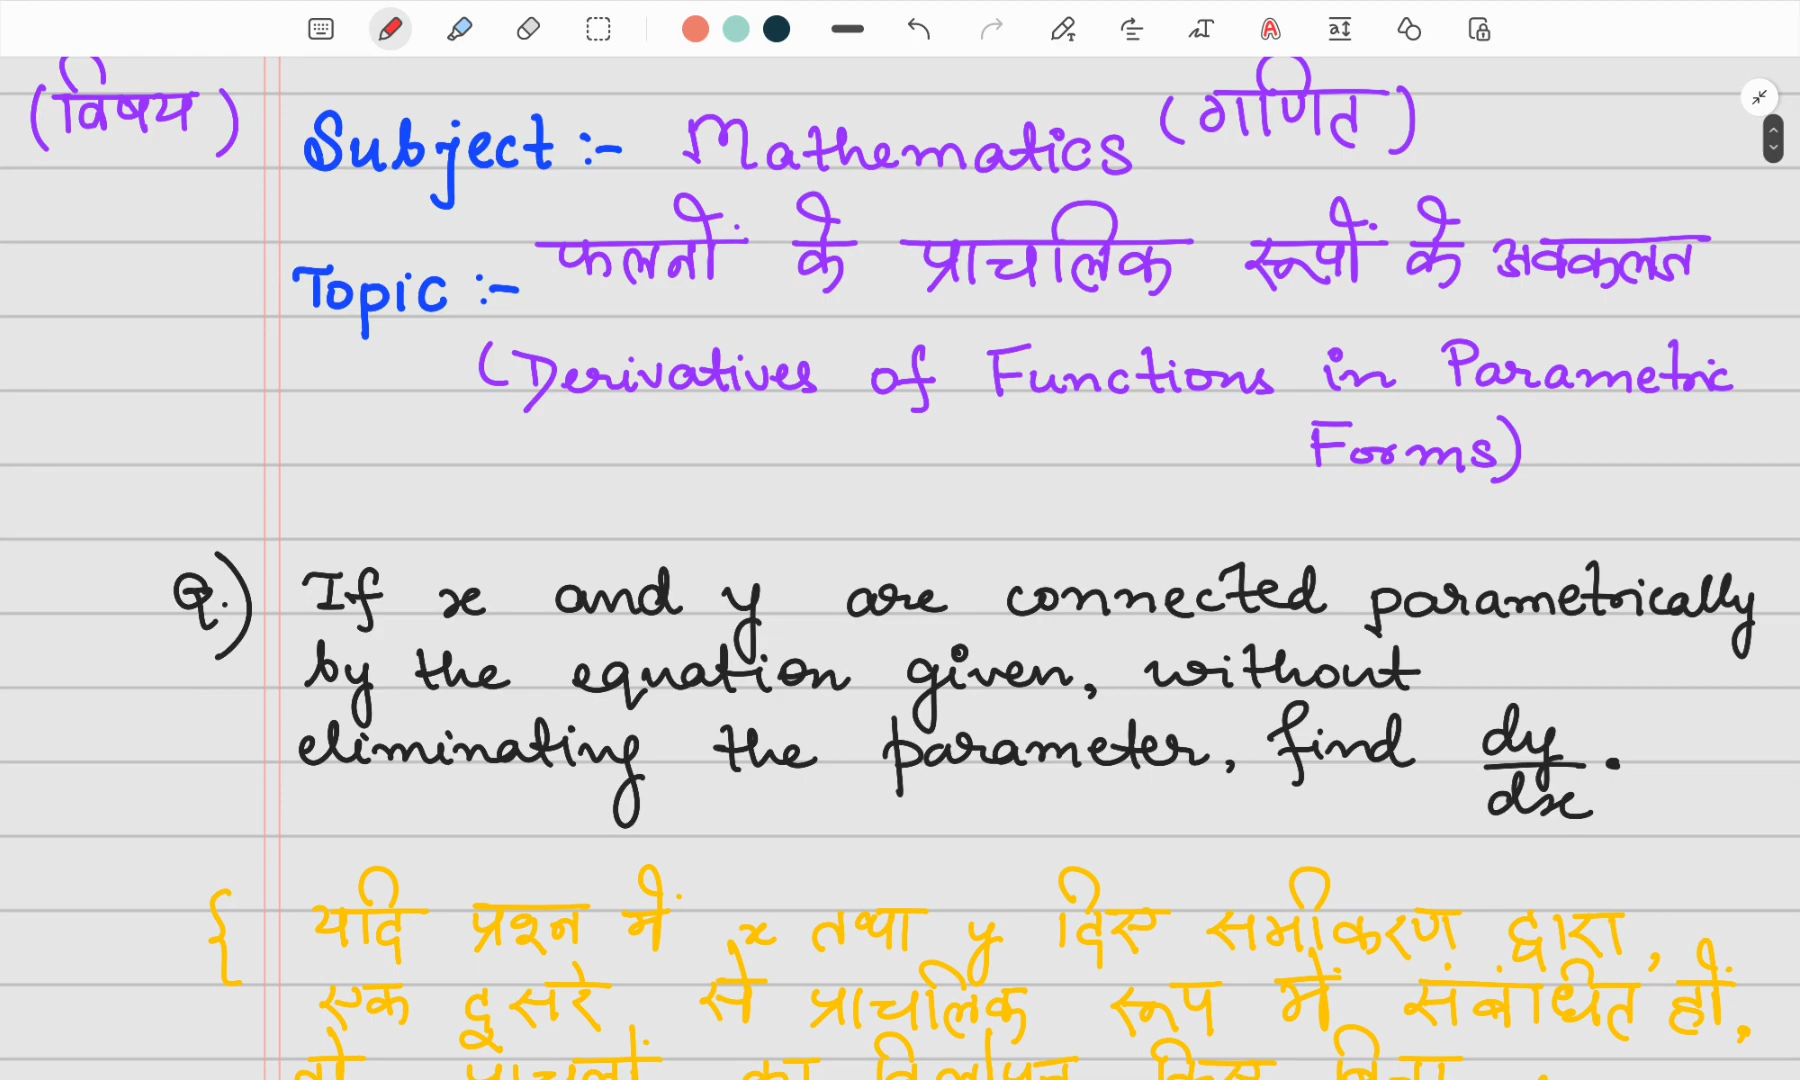 (विषय) Subject :- Mathematics (गणित)
Topic :- फलनों के प्राचलिक रूपों के अवकलज
(Derivatives of Functions in Parametric
Forms)
Q.) If x and y are connected parametrically
by the equation given, without
eliminating the parameter, find dy/dx.
{ यदि प्रश्न में x तथा y दिए समीकरण द्वारा,
एक दूसरे से प्राचलिक रूप में संबंधित हों,
तो प्राचलों का विलोपन किए बिना